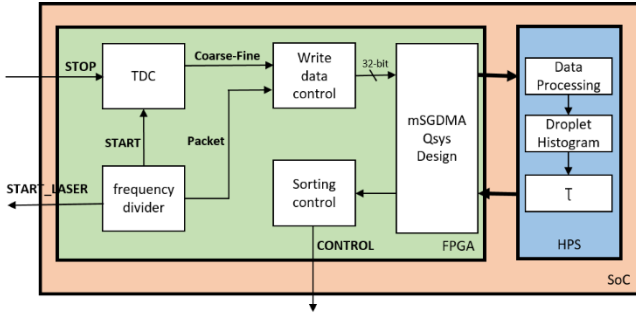 STOP
TDC
Coarse-Fine
Write
data
control
32-bit
mSGDMA
Qsys
Design
Data
Processing
Droplet
Histogram
START
Packet
START_LASER
frequency
divider
Sorting
control
τ
CONTROL
FPGA
HPS
SoC